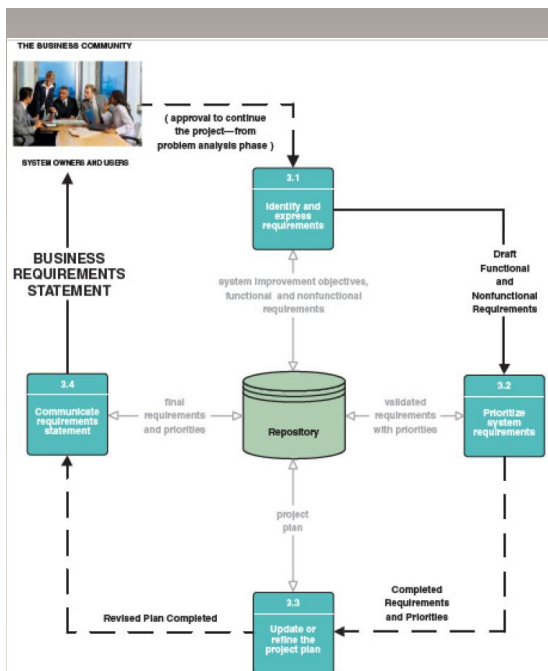 THE BUSINESS COMMUNITY
( approval to continue
the project—from
problem analysis phase )
SYSTEM OWNERS AND USERS
3.1
Identify and
express
requirements
BUSINESS
REQUIREMENTS
STATEMENT
Draft
Functional
and
Nonfunctional
Requirements
system improvement objectives,
functional and nonfunctional
requirements
3.4
Communicate
requirements
statement
final
requirements
and priorities
Repository
validated
requirements
with priorities
3.2
Prioritize
system
requirements
project
plan
3.3
Update or
refine the
project plan
Revised Plan Completed
Completed
Requirements
and Priorities